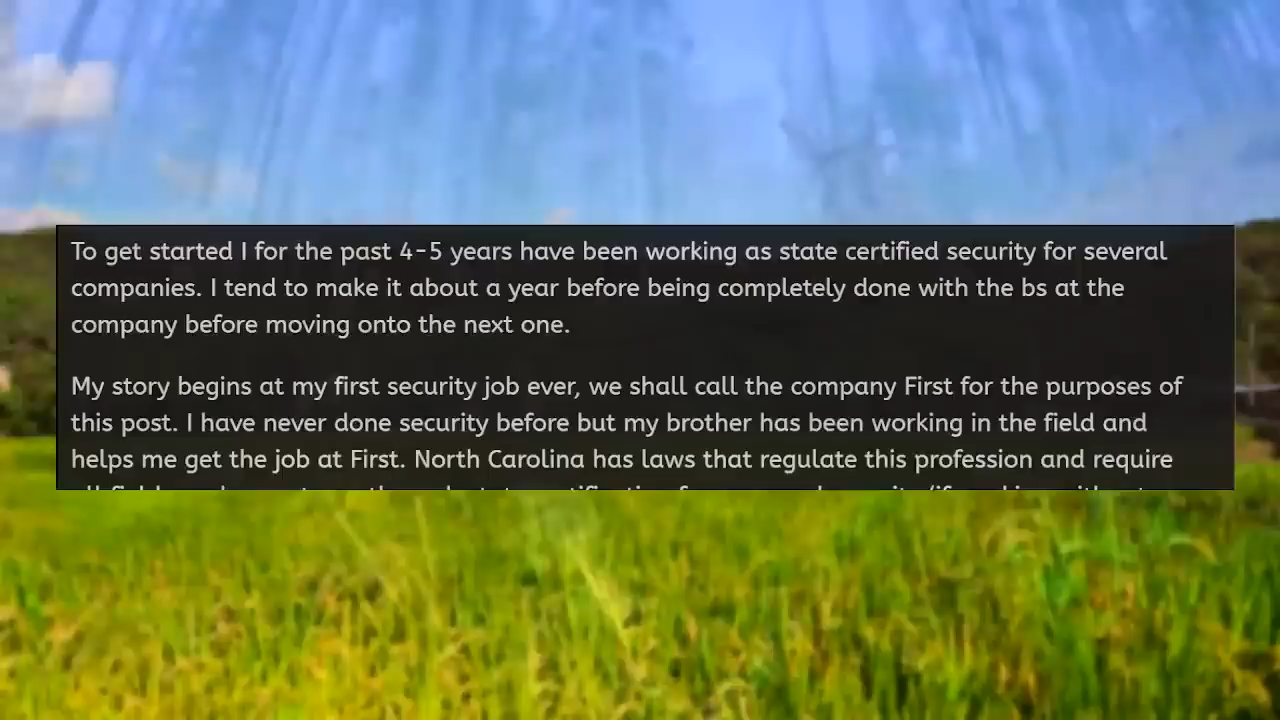 To get started I for the past 4-5 years have been working as state certified security for several
companies. I tend to make it about a year before being completely done with the bs at the
company before moving onto the next one.
My story begins at my first security job ever, we shall call the company First for the purposes of
this post. I have never done security before but my brother has been working in the field and
helps me get the job at First. North Carolina has laws that regulate this profession and require